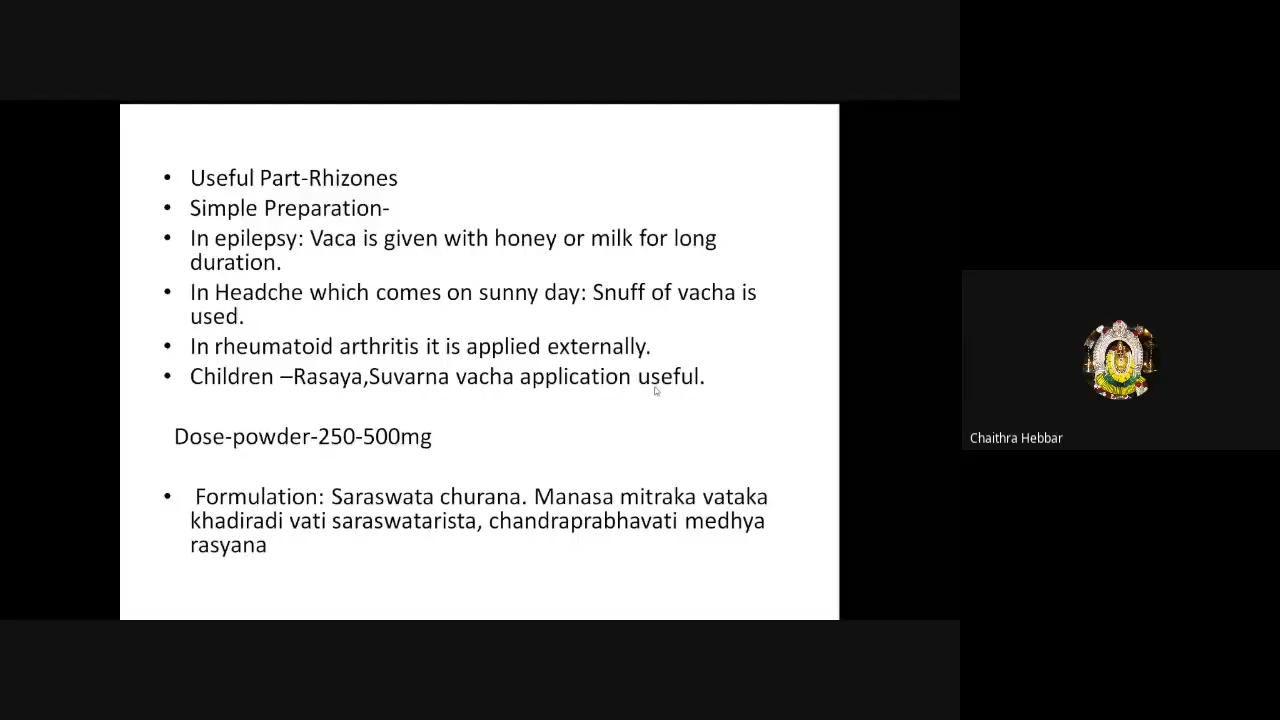 • Useful Part-Rhizones
• Simple Preparation-
• In epilepsy: Vaca is given with honey or milk for long
duration.
• In Headche which comes on sunny day: Snuff of vacha is
used.
• In rheumatoid arthritis it is applied externally.
• Children –Rasaya,Suvarna vacha application useful.
Dose-powder-250-500mg
• Formulation: Saraswata churana. Manasa mitraka vataka
khadiradi vati saraswatarista, chandraprabhavati medhya
rasyana
Chaithra Hebbar